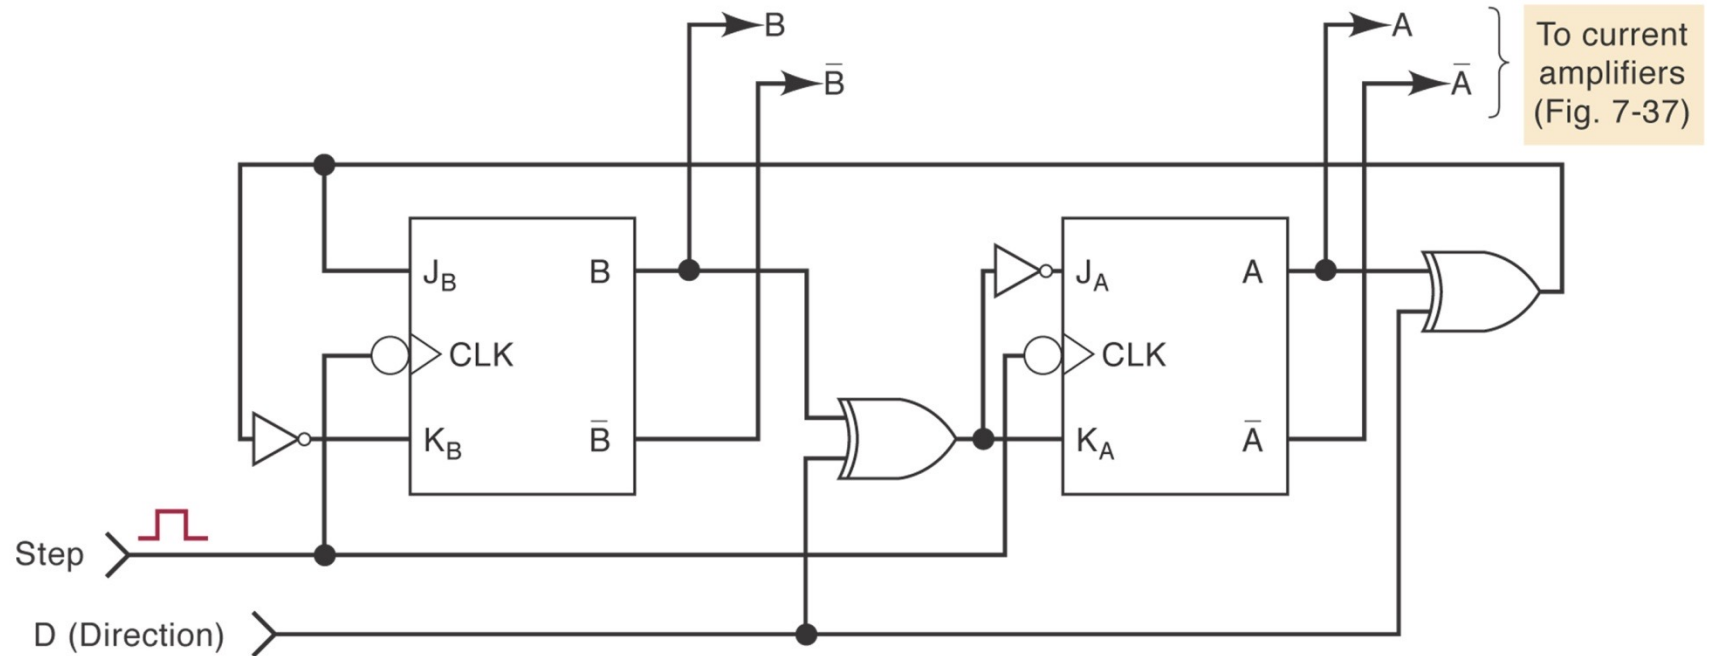 B
B̅
A
A̅
To current
amplifiers
(Fig. 7-37)
J_B
B
CLK
K_B
B̅
J_A
A
CLK
K_A
A̅
Step
D (Direction)